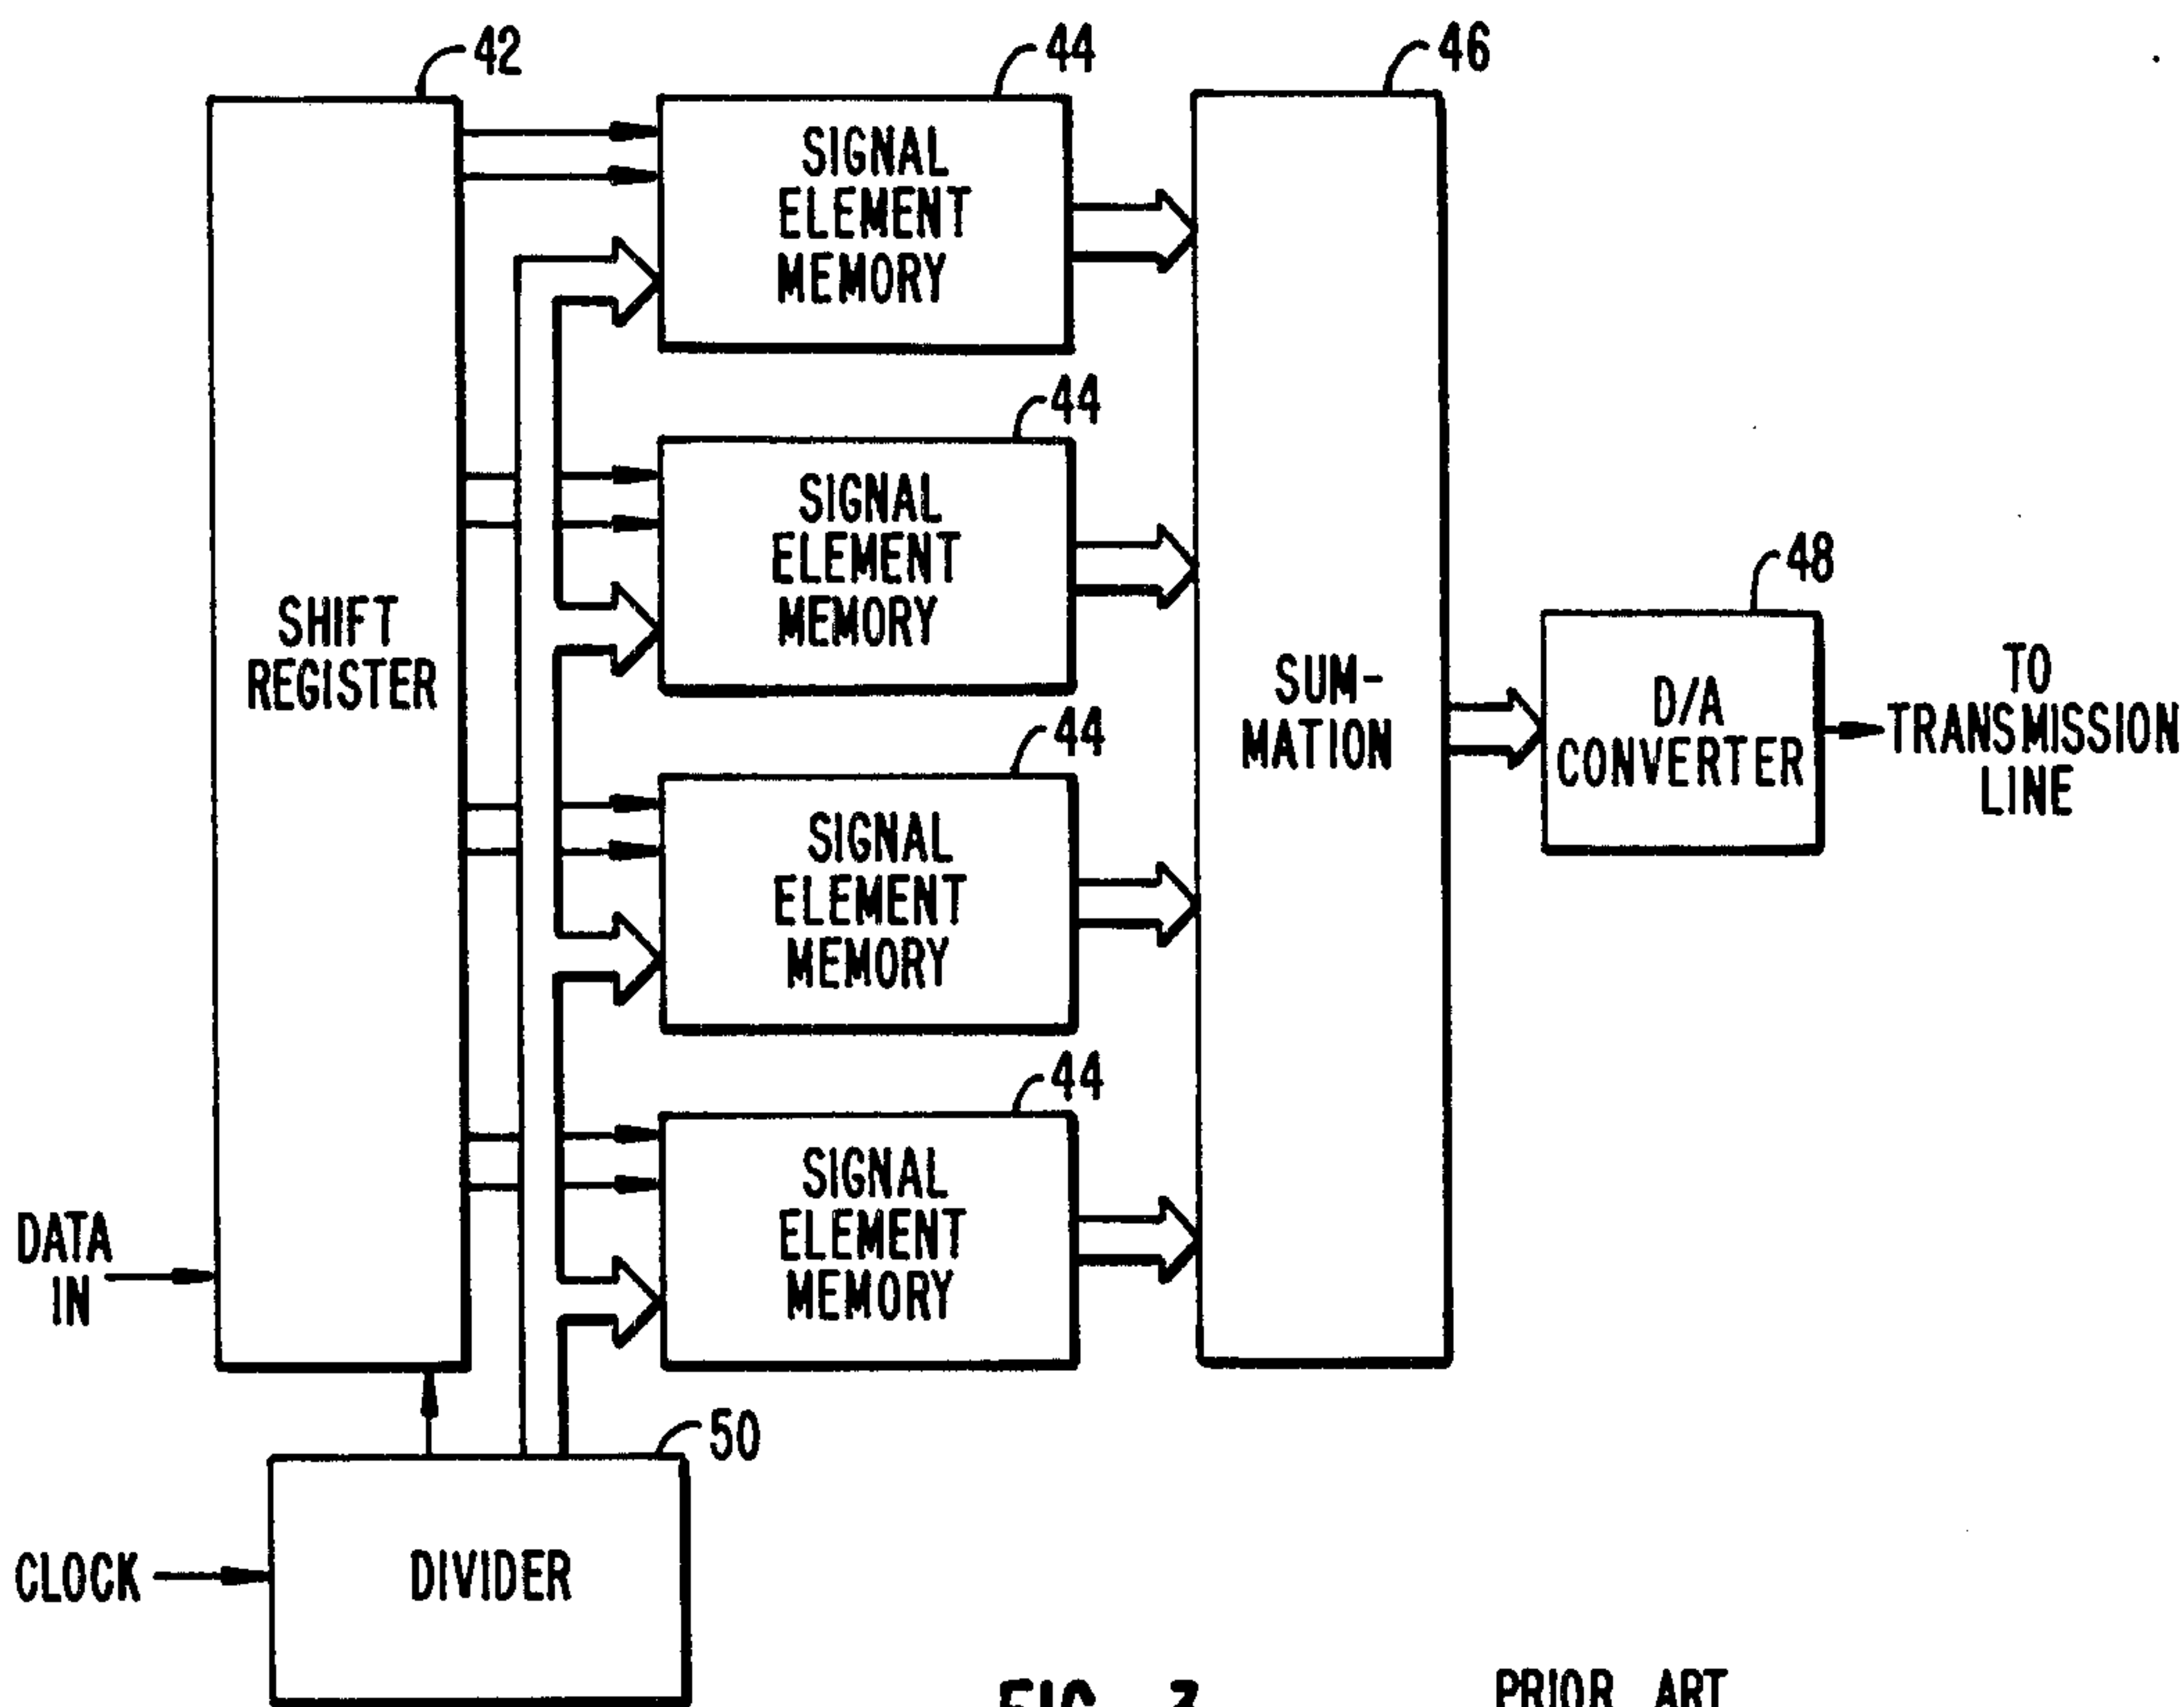 42
44
46
SIGNAL
ELEMENT
MEMORY
44
SIGNAL
ELEMENT
MEMORY
SHIFT
REGISTER
44
SIGNAL
ELEMENT
MEMORY
44
SIGNAL
ELEMENT
MEMORY
SUM-
MATION
48
D/A
CONVERTER
TO
TRANSMISSION
LINE
DATA
IN
50
CLOCK
DIVIDER
FIG.
PRIOR ART